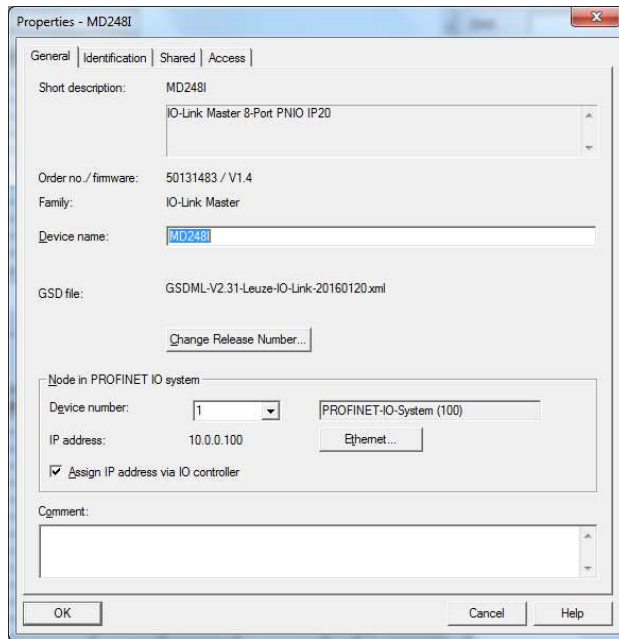 Properties - MD248I
General Identification Shared Access
Short description: MD248I
IO-Link Master 8-Port PNIO IP20
Order no./ firmware: 50131483 / V1.4
Family: IO-Link Master
Device name: MD248I
GSD file: GSDML-V2.31-Leuze-IO-Link-20160120.xml
Change Release Number...
Node in PROFINET IO system
Device number: 1 PROFINET-IO-System (100)
IP address: 10.0.0.100 Ethernet...
Assign IP address via IO controller
Comment:
OK Cancel Help